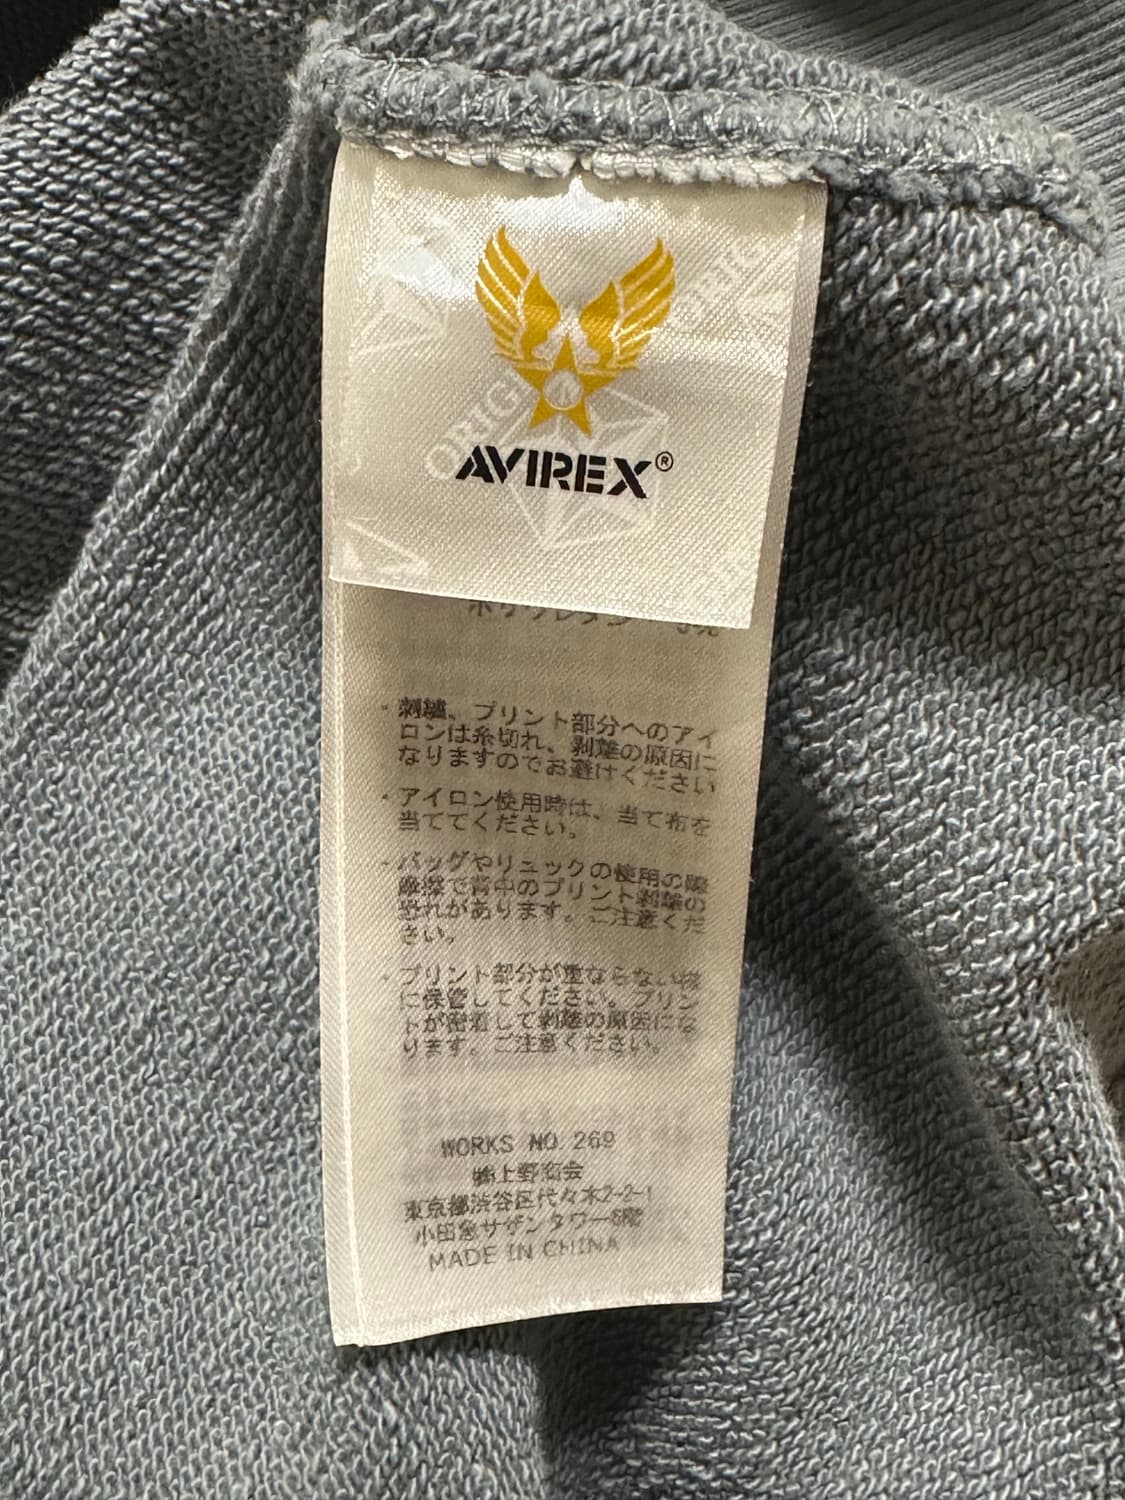 AVIREX®
・刺繍、プリント部分へのアイ
ロンは糸切れ、剥離の原因に
なりますのでお避けください
・アイロン使用時は、当て布を
当ててください。
・バッグやリュックの使用の際
摩擦で背中のプリント剥離の
恐れがあります。ご注意くだ
さい。
・プリント部分が重ならない様
に保管してください。プリン
トが密着して剥離の原因にな
ります。ご注意ください。
WORKS NO 269
㈱上野商会
東京都渋谷区代々木2-2-1
小田急サザンタワー8階
MADE IN CHINA